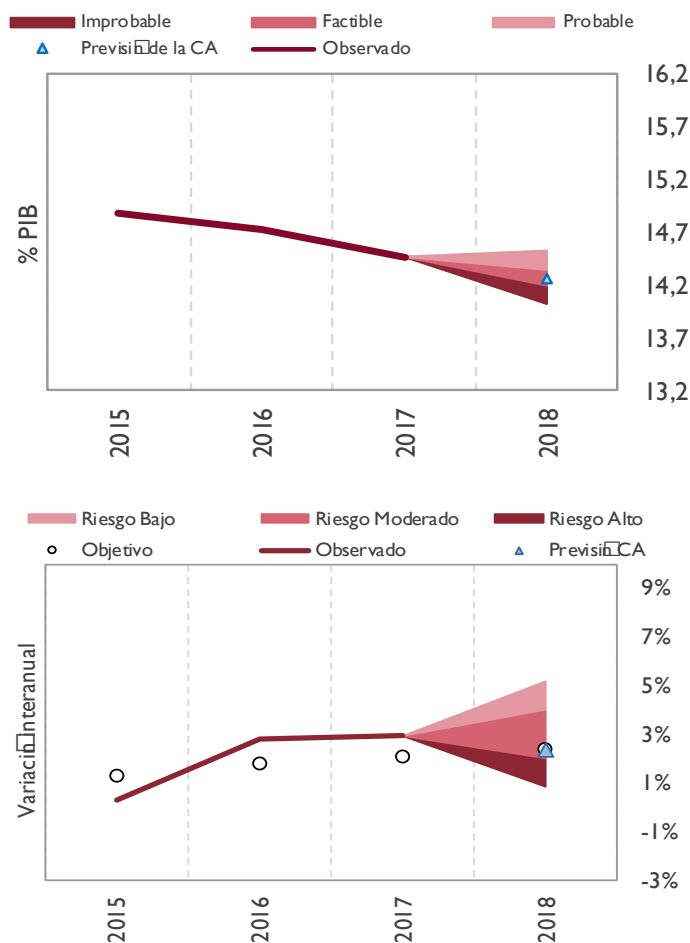 Improbable Factible Probable
Previsi□de la CA Observado
16,2
15,7
15,2
14,7
14,2
13,7
13,2
% PIB
2015 2016 2017 2018
Riesgo Bajo Riesgo Moderado Riesgo Alto
Objetivo Observado Previsi□CA
9%
7%
5%
3%
1%
-1%
-3%
Variaci□Interanual
2015 2016 2017 2018